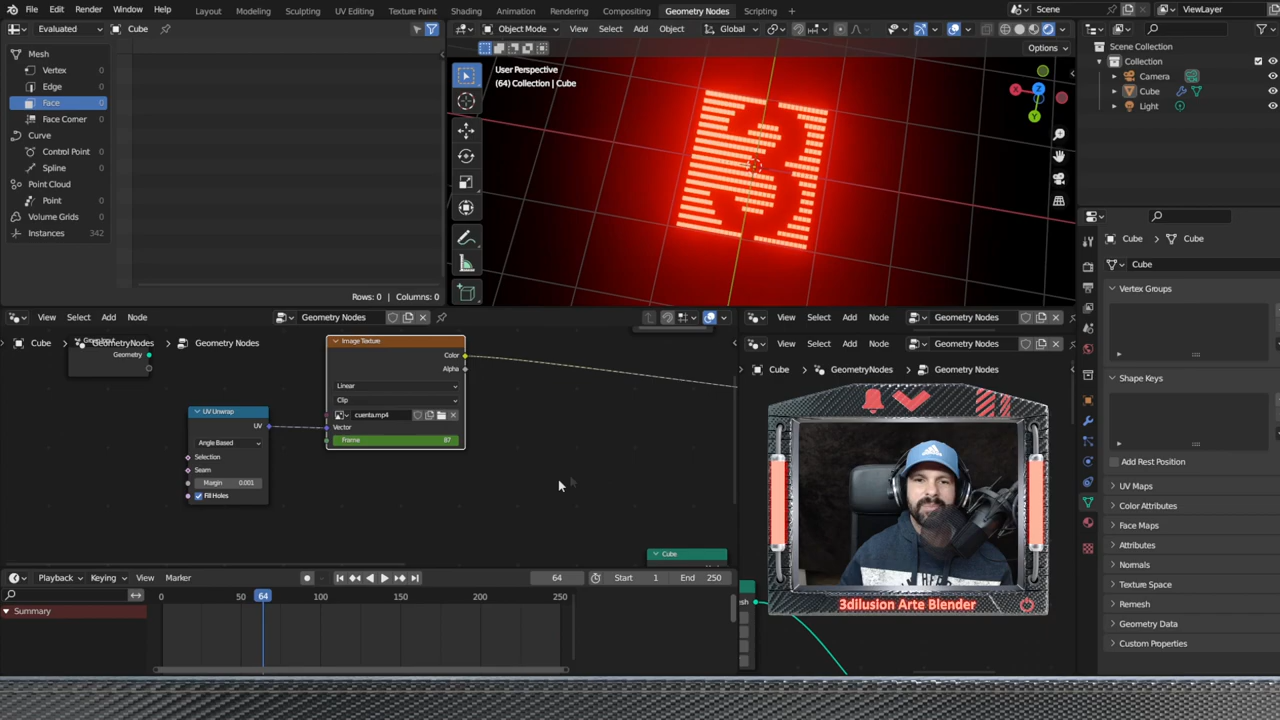 File Edit Render Window Help Layout Modeling Sculpting UV Editing Texture Paint Shading Animation Rendering Compositing Geometry Nodes Scripting Scene ViewLayer
Evaluated Cube
Object Mode View Select Add Object Global
Options
Mesh
Vertex 0
Edge 0
Face 0
Face Corner 0
Curve
Control Point 0
Spline 0
Point Cloud
Point 0
Volume Grids 0
Instances 342
Rows: 0 | Columns: 0
User Perspective
(64) Collection | Cube
X
Z
Y
Scene Collection
Collection
Camera
Cube
Light
Cube Cube
Cube
Vertex Groups
Shape Keys
Add Rest Position
UV Maps
Color Attributes
Face Maps
Attributes
Normals
Texture Space
Remesh
Geometry Data
Custom Properties
View Select Add Node Geometry Nodes
Cube GeometryNodes Geometry Nodes
Geometry
Image Texture
Color
Alpha
Linear
Clip
cuenta.mp4
Vector
Frame 87
UV Unwrap
UV
Angle Based
Selection
Seam
Margin 0.001
Fill Holes
Cube
View Select Add Node Geometry Nodes
View Select Add Node Geometry Nodes
Cube GeometryNodes Geometry Nodes
3dilusion Arte Blender
Playback Keying View Marker 64 Start 1 End 250
0 50 64 100 150 200 250
Summary